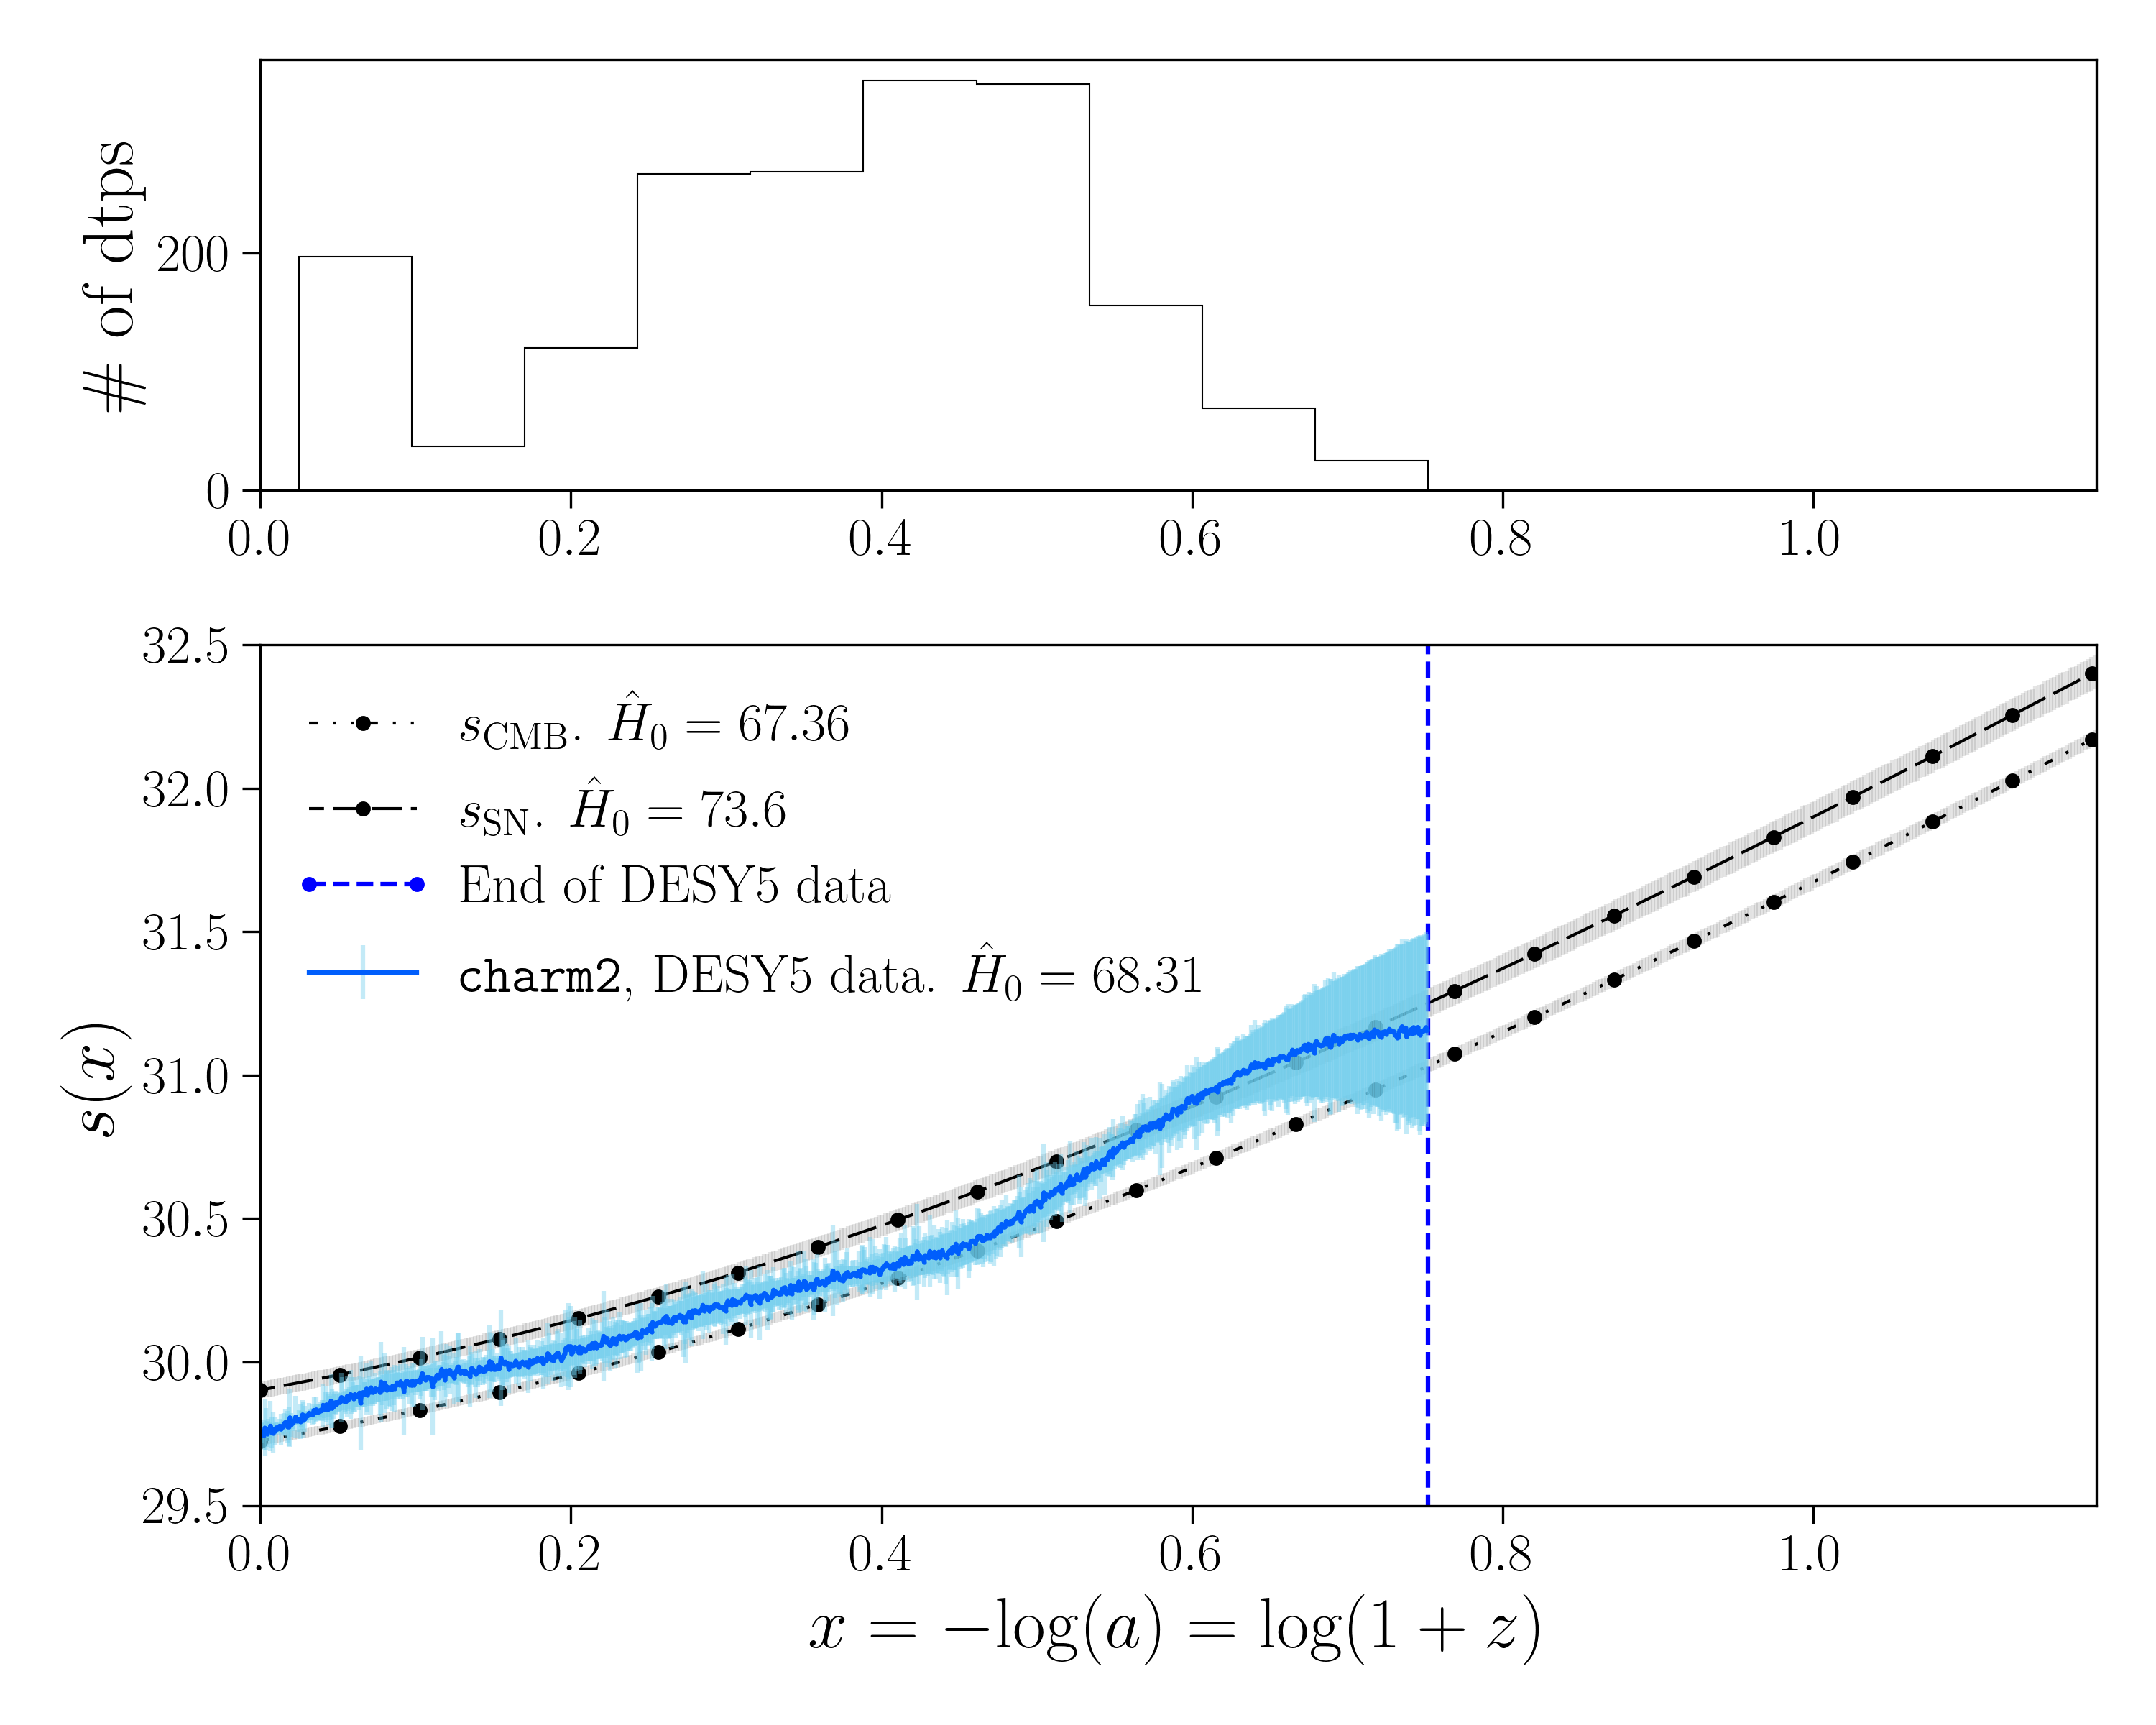 # of dtps
200
0
0.0 0.2 0.4 0.6 0.8 1.0
s(x)
32.5
32.0
31.5
31.0
30.5
30.0
29.5
s_CMB. Ĥ_0 = 67.36
s_SN. Ĥ_0 = 73.6
End of DESY5 data
charm2, DESY5 data. Ĥ_0 = 68.31
0.0 0.2 0.4 0.6 0.8 1.0
x = −log(a) = log(1 + z)